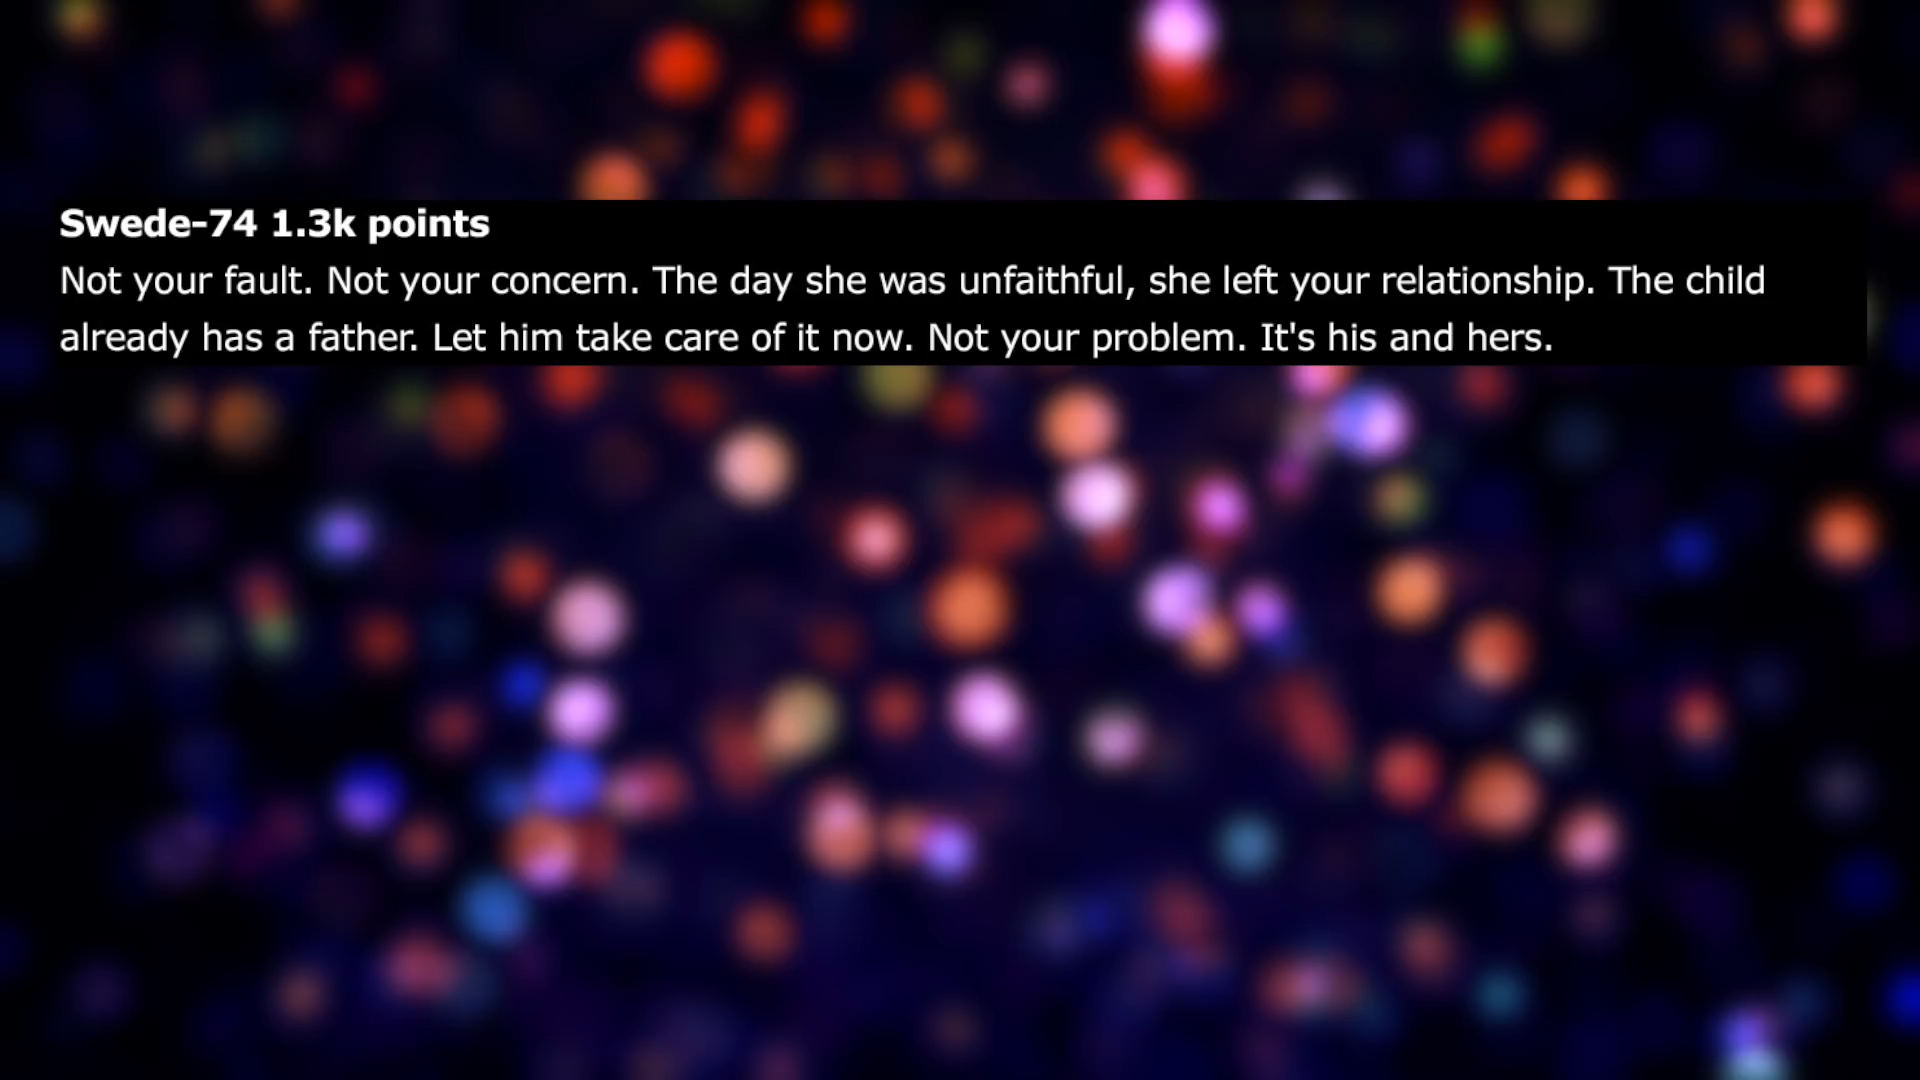 Swede-74 1.3k points
Not your fault. Not your concern. The day she was unfaithful, she left your relationship. The child
already has a father. Let him take care of it now. Not your problem. It's his and hers.